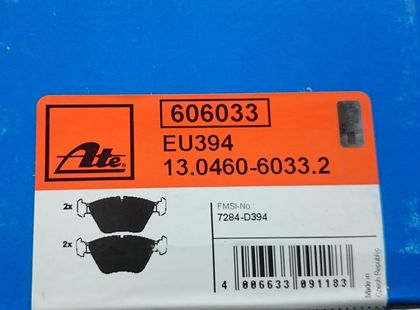 Ate
606033
EU394
13.0460-6033.2
2x
2x
FMSI-No.:
7284-D394
4 006633 091183
Made in
Czech Republic